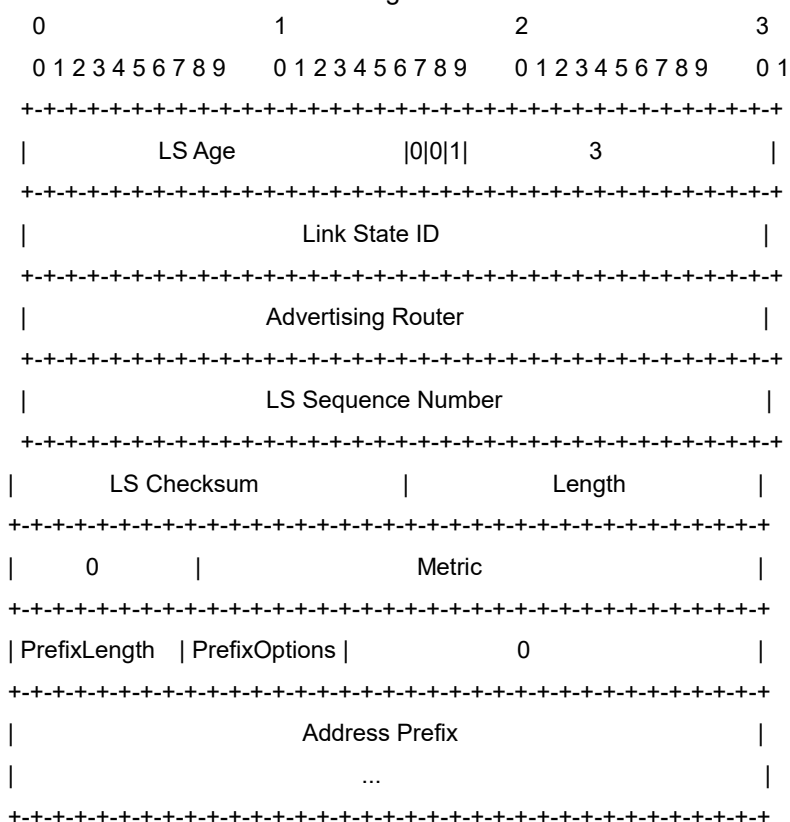 0 1 2 3
0 1 2 3 4 5 6 7 8 9 0 1 2 3 4 5 6 7 8 9 0 1 2 3 4 5 6 7 8 9 0 1
+-+-+-+-+-+-+-+-+-+-+-+-+-+-+-+-+-+-+-+-+-+-+-+-+-+-+-+-+-+-+-+-+
| LS Age |0|0|1| 3 |
+-+-+-+-+-+-+-+-+-+-+-+-+-+-+-+-+-+-+-+-+-+-+-+-+-+-+-+-+-+-+-+-+
| Link State ID |
+-+-+-+-+-+-+-+-+-+-+-+-+-+-+-+-+-+-+-+-+-+-+-+-+-+-+-+-+-+-+-+-+
| Advertising Router |
+-+-+-+-+-+-+-+-+-+-+-+-+-+-+-+-+-+-+-+-+-+-+-+-+-+-+-+-+-+-+-+-+
| LS Sequence Number |
+-+-+-+-+-+-+-+-+-+-+-+-+-+-+-+-+-+-+-+-+-+-+-+-+-+-+-+-+-+-+-+-+
| LS Checksum | Length |
+-+-+-+-+-+-+-+-+-+-+-+-+-+-+-+-+-+-+-+-+-+-+-+-+-+-+-+-+-+-+-+-+
| 0 | Metric |
+-+-+-+-+-+-+-+-+-+-+-+-+-+-+-+-+-+-+-+-+-+-+-+-+-+-+-+-+-+-+-+-+
| PrefixLength | PrefixOptions | 0 |
+-+-+-+-+-+-+-+-+-+-+-+-+-+-+-+-+-+-+-+-+-+-+-+-+-+-+-+-+-+-+-+-+
| Address Prefix |
| ... |
+-+-+-+-+-+-+-+-+-+-+-+-+-+-+-+-+-+-+-+-+-+-+-+-+-+-+-+-+-+-+-+-+